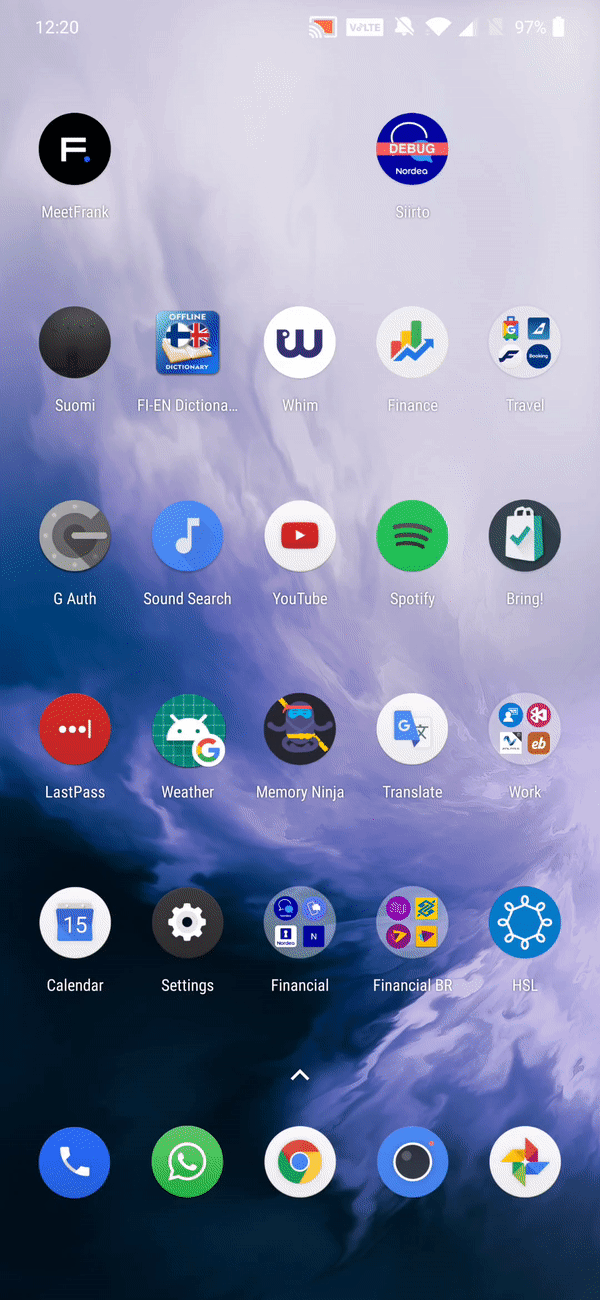 12:20 VoLTE 97%
F. DEBUG Nordea
MeetFrank Siirto
OFFLINE
DICTIONARY
Booking
Suomi FI-EN Dictiona... Whim Finance Travel
G Auth Sound Search YouTube Spotify Bring!
G 文
eb
LastPass Weather Memory Ninja Translate Work
15 Nordea N
Calendar Settings Financial Financial BR HSL